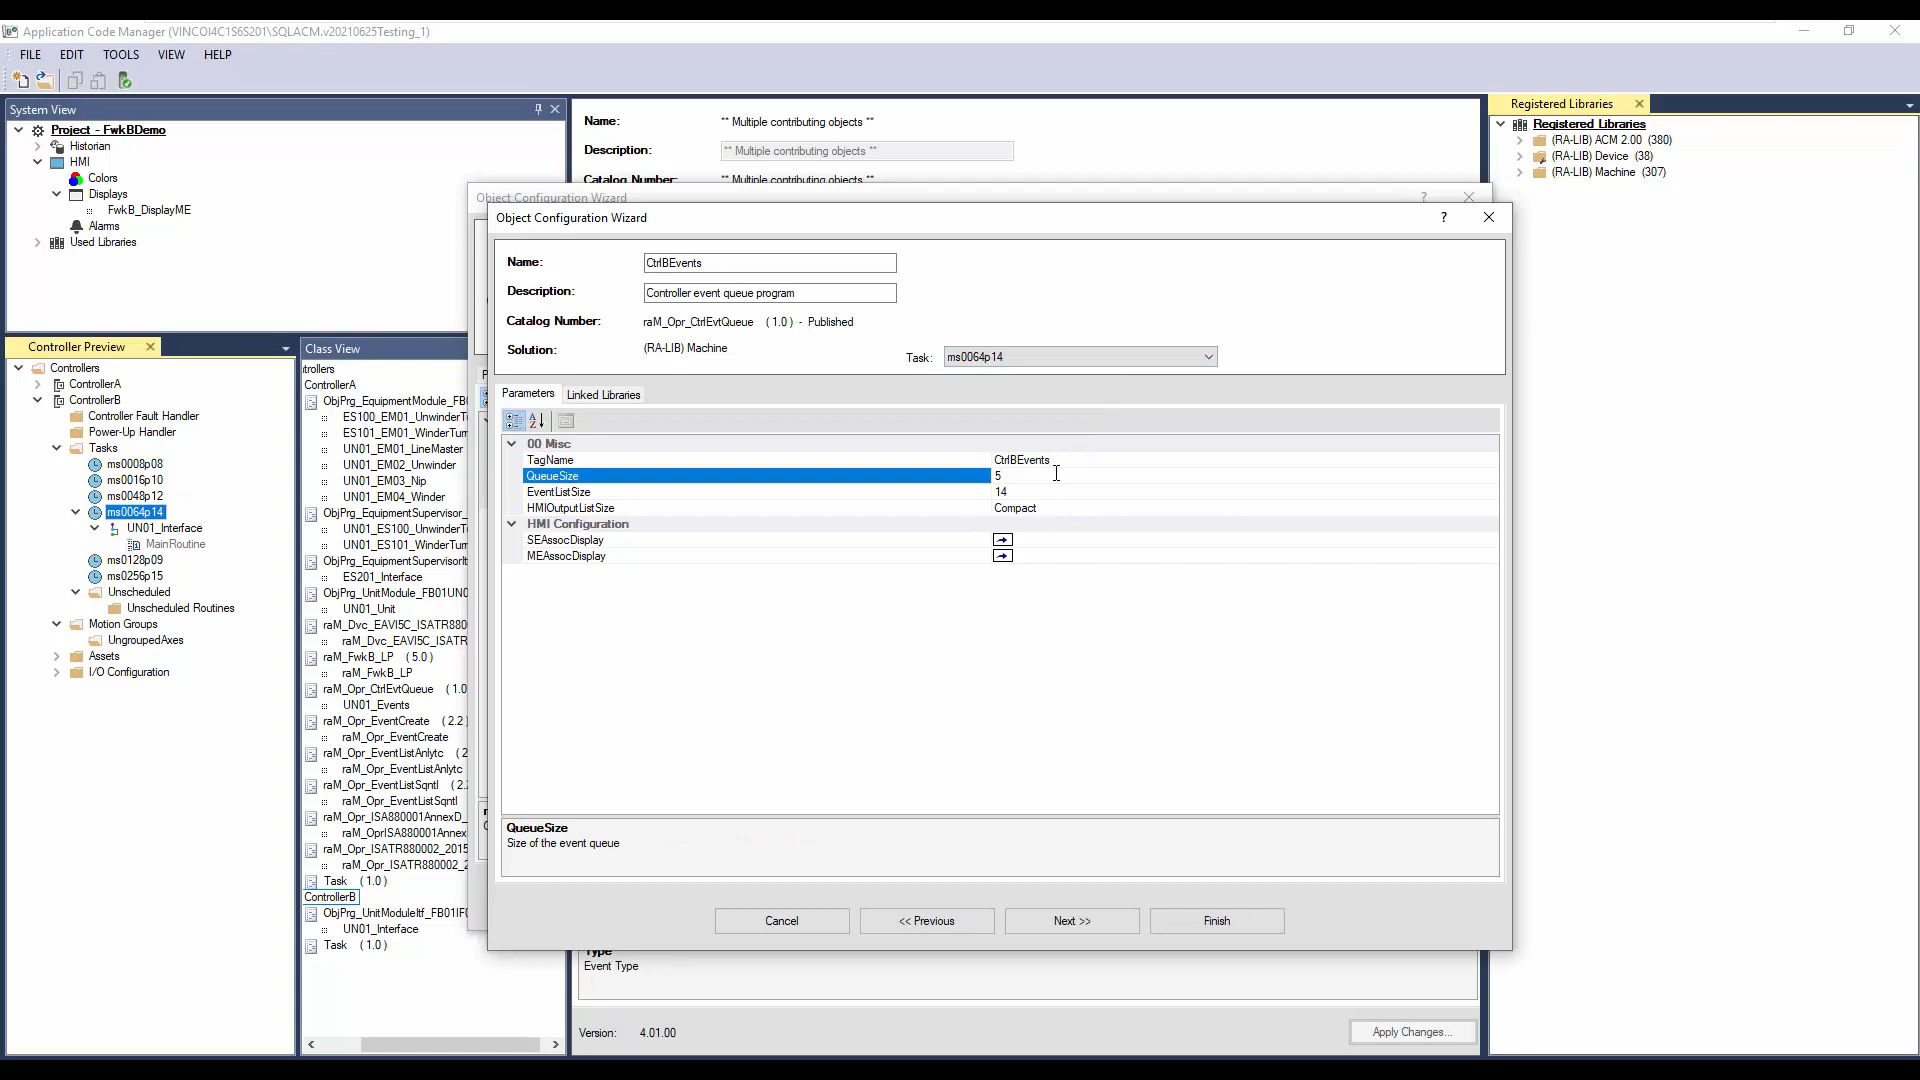 Application Code Manager (VINCOI4C1S6S201\SQLACM.v20210625Testing_1)
FILE EDIT TOOLS VIEW HELP
System View
Project - FwkBDemo
Historian
HMI
Colors
Displays
FwkB_DisplayME
Alarms
Used Libraries
Controller Preview
Controllers
ControllerA
ControllerB
Controller Fault Handler
Power-Up Handler
Tasks
ms0008p08
ms0016p10
ms0048p12
ms0064p14
UN01_Interface
MainRoutine
ms0128p09
ms0256p15
Unscheduled
Unscheduled Routines
Motion Groups
UngroupedAxes
Assets
I/O Configuration
Class View
ntrollers
ControllerA
ObjPrg_EquipmentModule_FB0
ES100_EM01_UnwinderTu
ES101_EM01_WinderTum
UN01_EM01_LineMaster
UN01_EM02_Unwinder
UN01_EM03_Nip
UN01_EM04_Winder
ObjPrg_EquipmentSupervisor_
UN01_ES100_UnwinderT
UN01_ES101_WinderTum
ObjPrg_EquipmentSupervisorIt
ES201_Interface
ObjPrg_UnitModule_FB01UN0
UN01_Unit
raM_Dvc_EAVI5C_ISATR880
raM_Dvc_EAVI5C_ISATR
raM_FwkB_LP (5.0)
raM_FwkB_LP
raM_Opr_CtrlEvtQueue (1.0
UN01_Events
raM_Opr_EventCreate (2.2)
raM_Opr_EventCreate
raM_Opr_EventListAnlytc (2
raM_Opr_EventListAnlytc
raM_Opr_EventListSqntl (2.2
raM_Opr_EventListSqntl
raM_Opr_ISA880001AnnexD_
raM_OprISA880001Annex
raM_Opr_ISATR880002_2015
raM_Opr_ISATR880002_2
Task (1.0)
ControllerB
ObjPrg_UnitModuleItf_FB01IF0
UN01_Interface
Task (1.0)
Name: ** Multiple contributing objects **
Description: ** Multiple contributing objects **
Catalog Number: ** Multiple contributing objects **
Object Configuration Wizard
Object Configuration Wizard
Name: CtrlBEvents
Description: Controller event queue program
Catalog Number: raM_Opr_CtrlEvtQueue (1.0) - Published
Solution: (RA-LIB) Machine
Task: ms0064p14
Parameters Linked Libraries
00 Misc
TagName CtrlBEvents
QueueSize 5
EventListSize 14
HMIOutputListSize Compact
HMI Configuration
SEAssocDisplay
MEAssocDisplay
QueueSize
Size of the event queue
Cancel << Previous Next >> Finish
Type
Event Type
Version: 4.01.00
Apply Changes...
Registered Libraries
Registered Libraries
(RA-LIB) ACM 2.00 (380)
(RA-LIB) Device (38)
(RA-LIB) Machine (307)